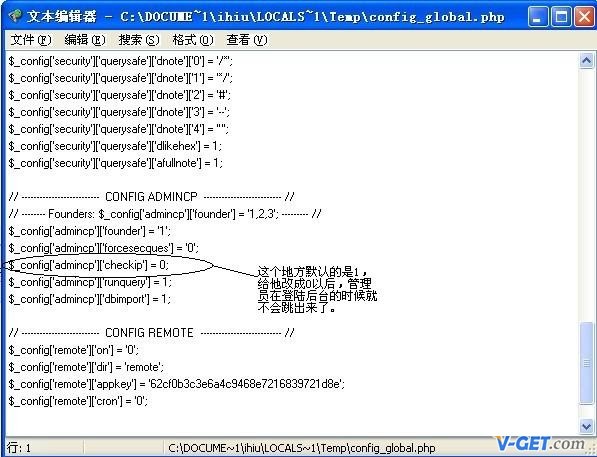 文本编辑器 - C:\DOCUME~1\ihiu\LOCALS~1\Temp\config_global.php
文件(F) 编辑(E) 搜索(S) 格式(O) 查看(V)
$_config['security']['querysafe']['dnote']['0'] = '/*';
$_config['security']['querysafe']['dnote']['1'] = '*/';
$_config['security']['querysafe']['dnote']['2'] = '#';
$_config['security']['querysafe']['dnote']['3'] = '--';
$_config['security']['querysafe']['dnote']['4'] = '"';
$_config['security']['querysafe']['dlikehex'] = 1;
$_config['security']['querysafe']['afullnote'] = 1;
// -------------------------- CONFIG ADMINCP -------------------------- //
// -------- Founders: $_config['admincp']['founder'] = '1,2,3'; --------- //
$_config['admincp']['founder'] = '1';
$_config['admincp']['forcesecques'] = '0';
$_config['admincp']['checkip'] = 0;
$_config['admincp']['runquery'] = 1;
$_config['admincp']['dbimport'] = 1;
这个地方默认的是1，
给他改成0以后，管理
员在登陆后台的时候就
不会跳出来了。
// -------------------------- CONFIG REMOTE --------------------------- //
$_config['remote']['on'] = '0';
$_config['remote']['dir'] = 'remote';
$_config['remote']['appkey'] = '62cf0b3c3e6a4c9468e7216839721d8e';
$_config['remote']['cron'] = '0';
行: 1 C:\DOCUME~1\ihiu\LOCALS~1\Temp\config_global.php
V-GET.com